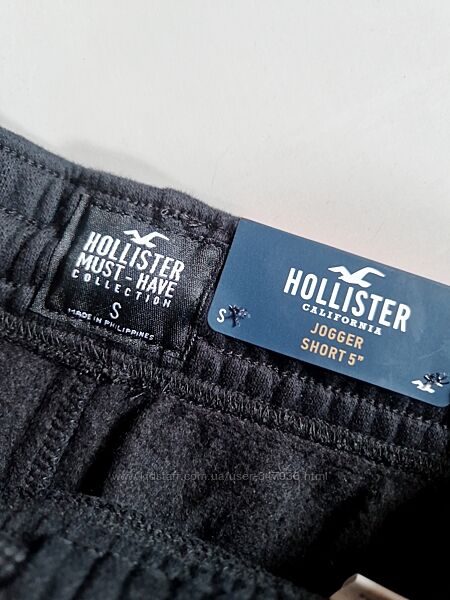 HOLLISTER
MUST-HAVE
COLLECTION
S
MADE IN PHILIPPINES
HOLLISTER
CALIFORNIA
JOGGER
SHORT 5"
S